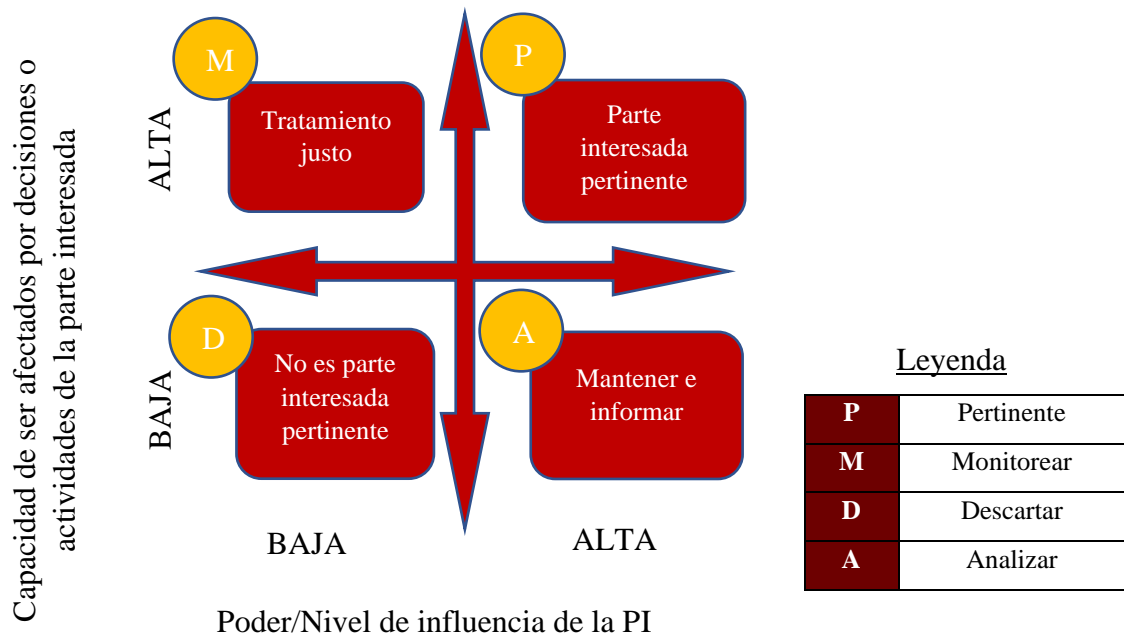 Capacidad de ser afectados por decisiones o
actividades de la parte interesada
ALTA
BAJA
M
Tratamiento
justo
P
Parte
interesada
pertinente
D
No es parte
interesada
pertinente
A
Mantener e
informar
BAJA
ALTA
Poder/Nivel de influencia de la PI
Leyenda
P Pertinente
M Monitorear
D Descartar
A Analizar